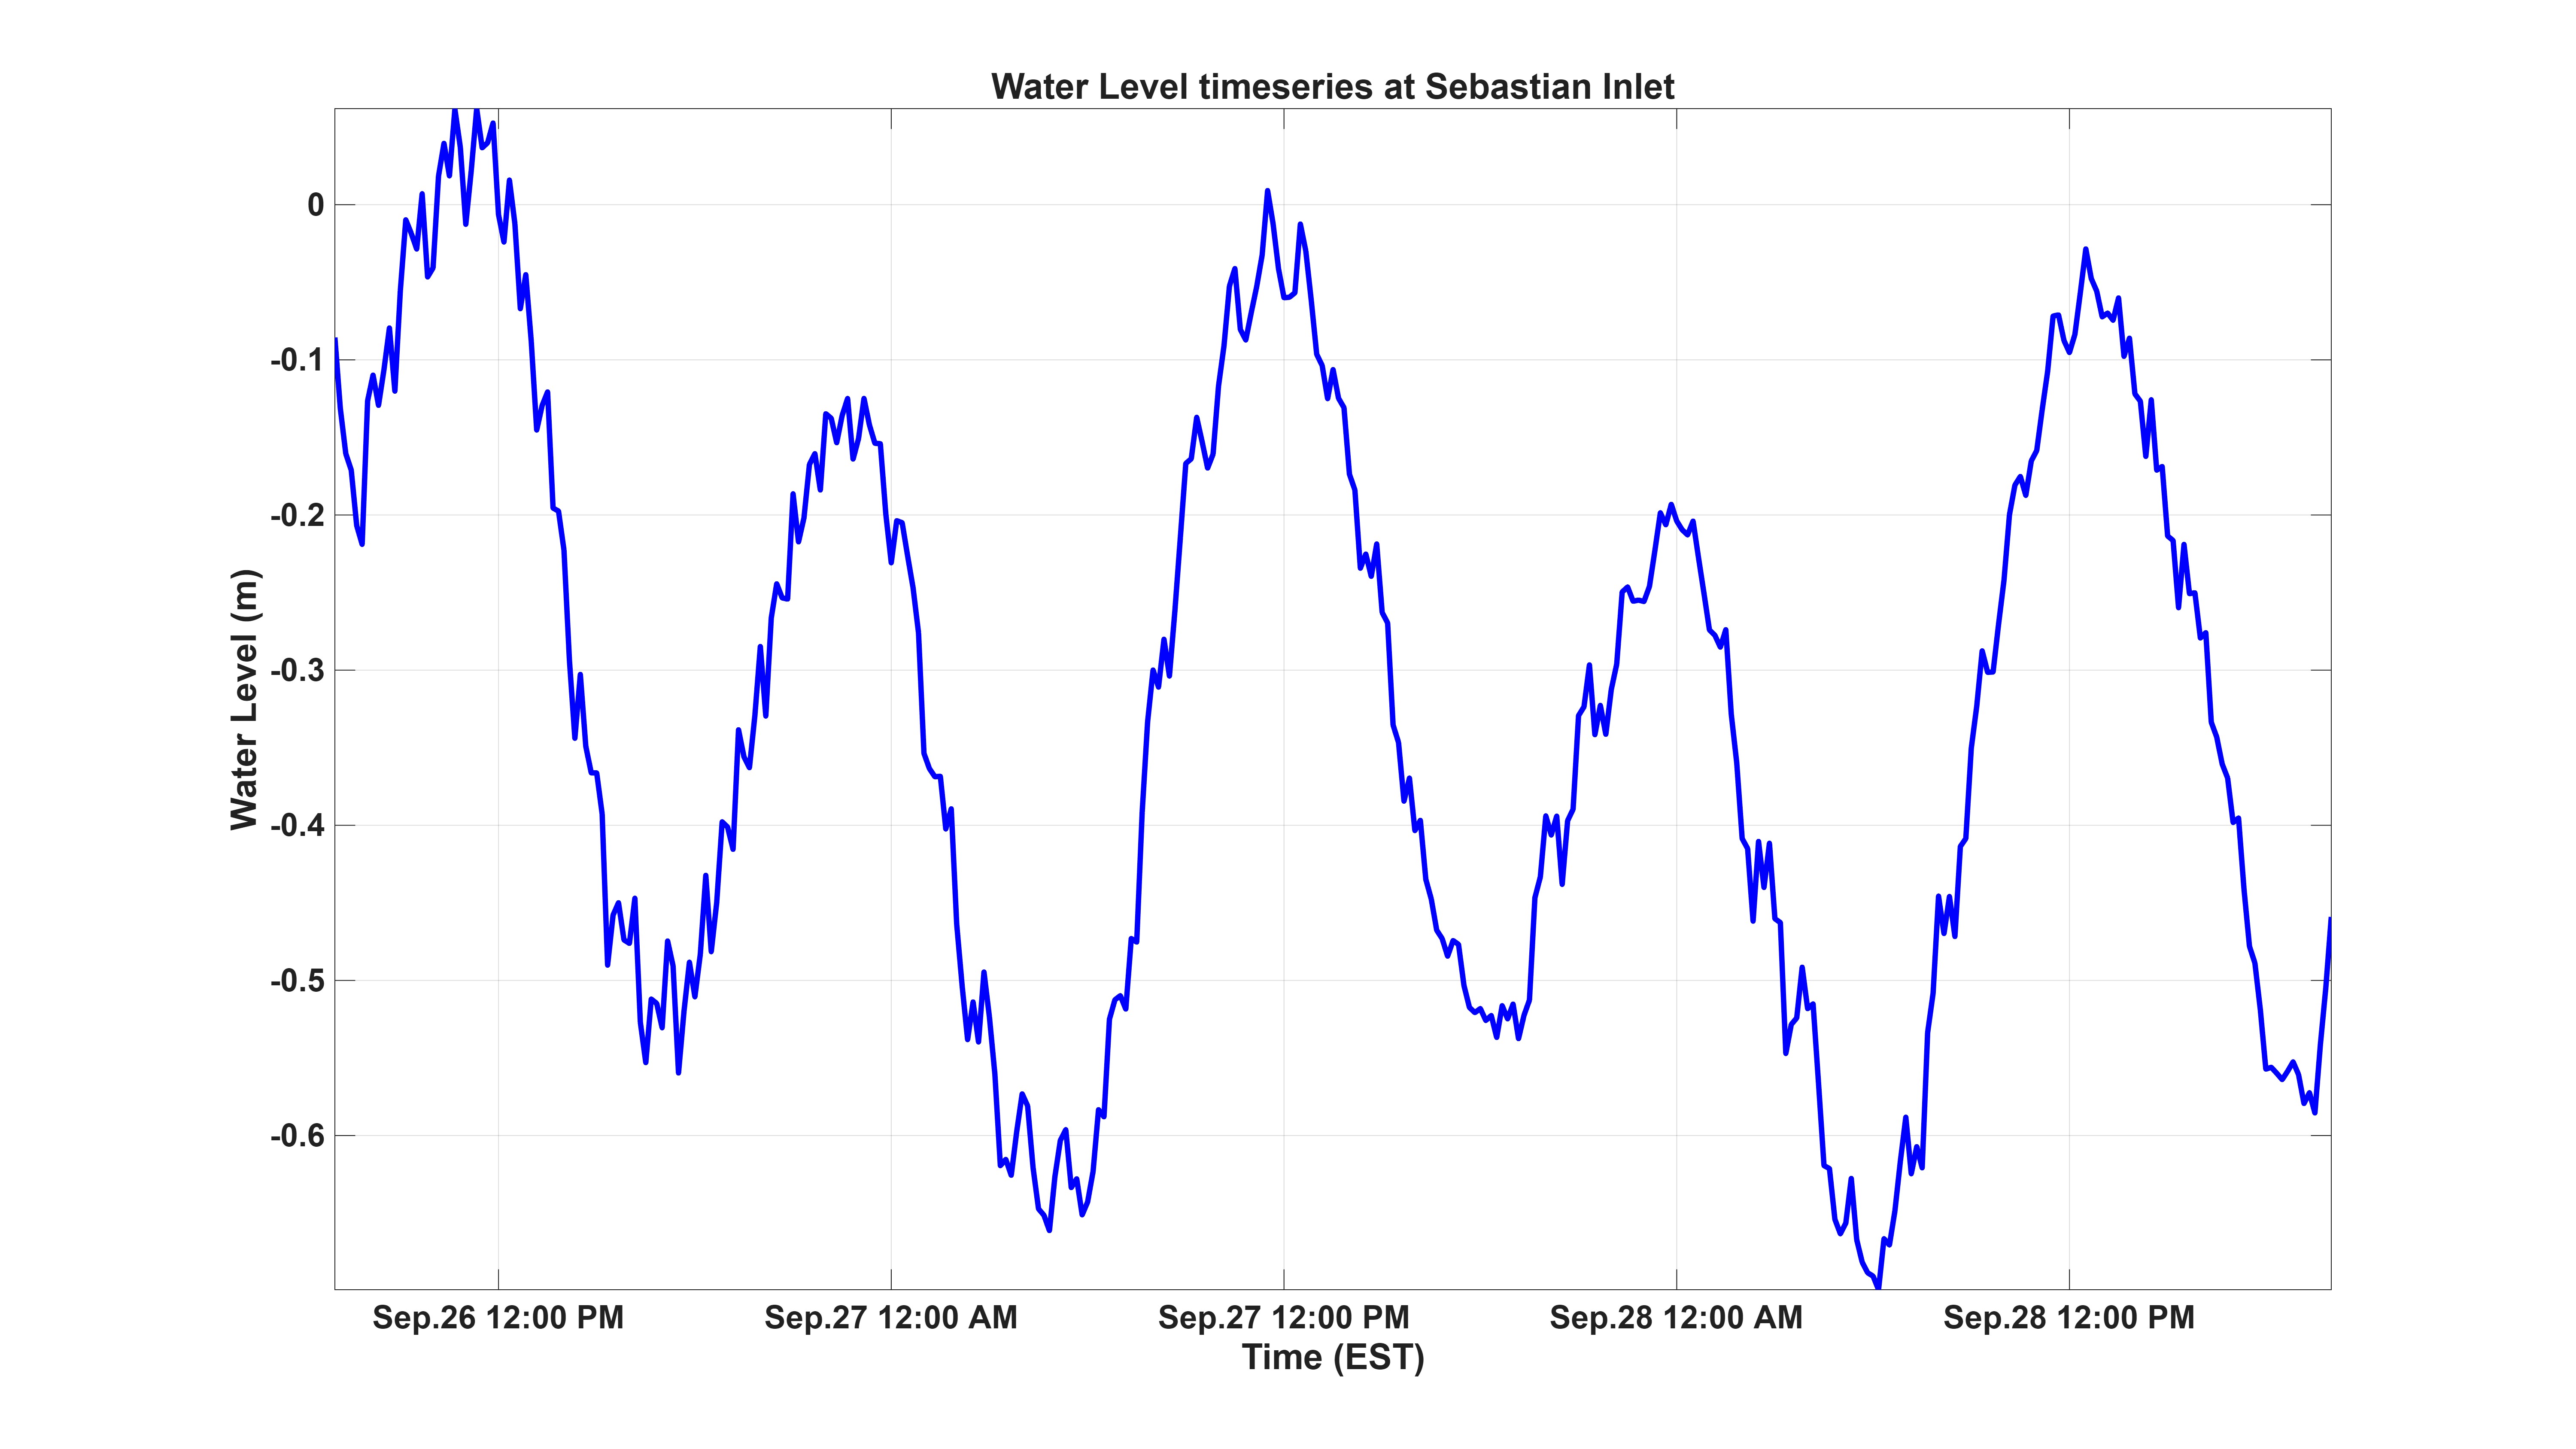 Water Level timeseries at Sebastian Inlet
0
-0.1
-0.2
-0.3
-0.4
-0.5
-0.6
Water Level (m)
Sep.26 12:00 PM
Sep.27 12:00 AM
Sep.27 12:00 PM
Sep.28 12:00 AM
Sep.28 12:00 PM
Time (EST)